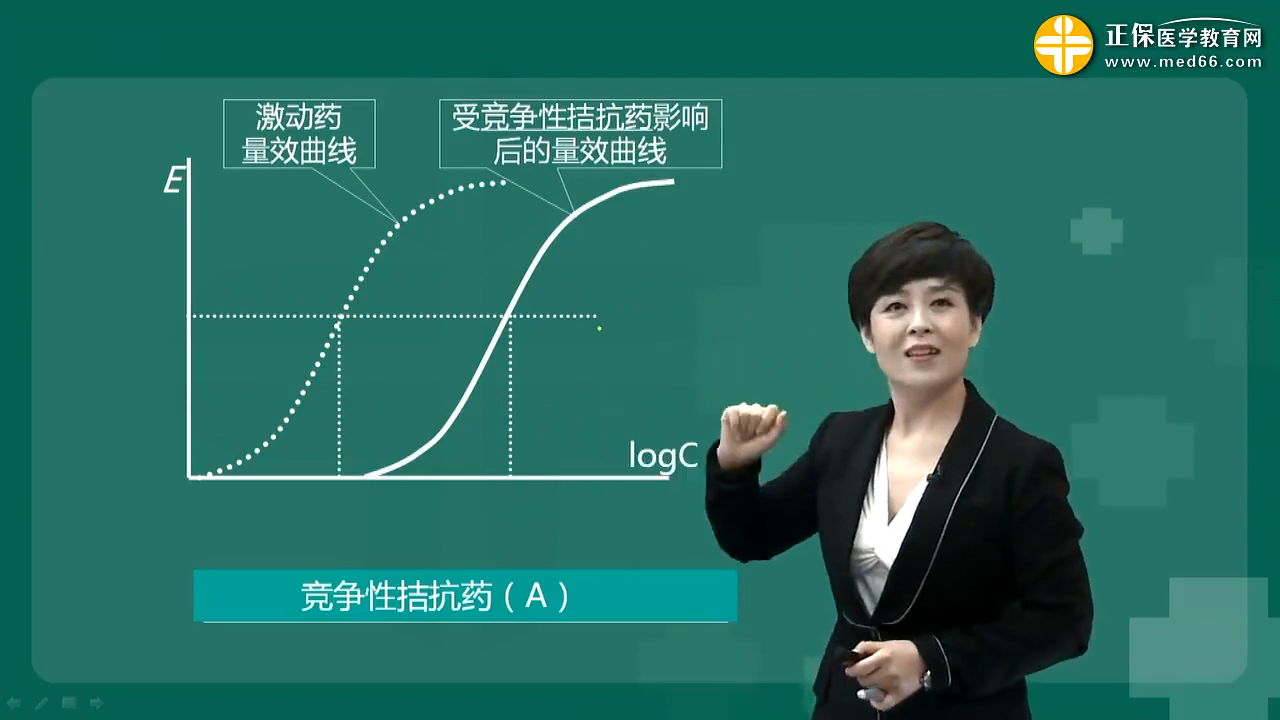 正保医学教育网
www.med66.com
激动药
量效曲线
受竞争性拮抗药影响
后的量效曲线
E
logC
竞争性拮抗药（A）